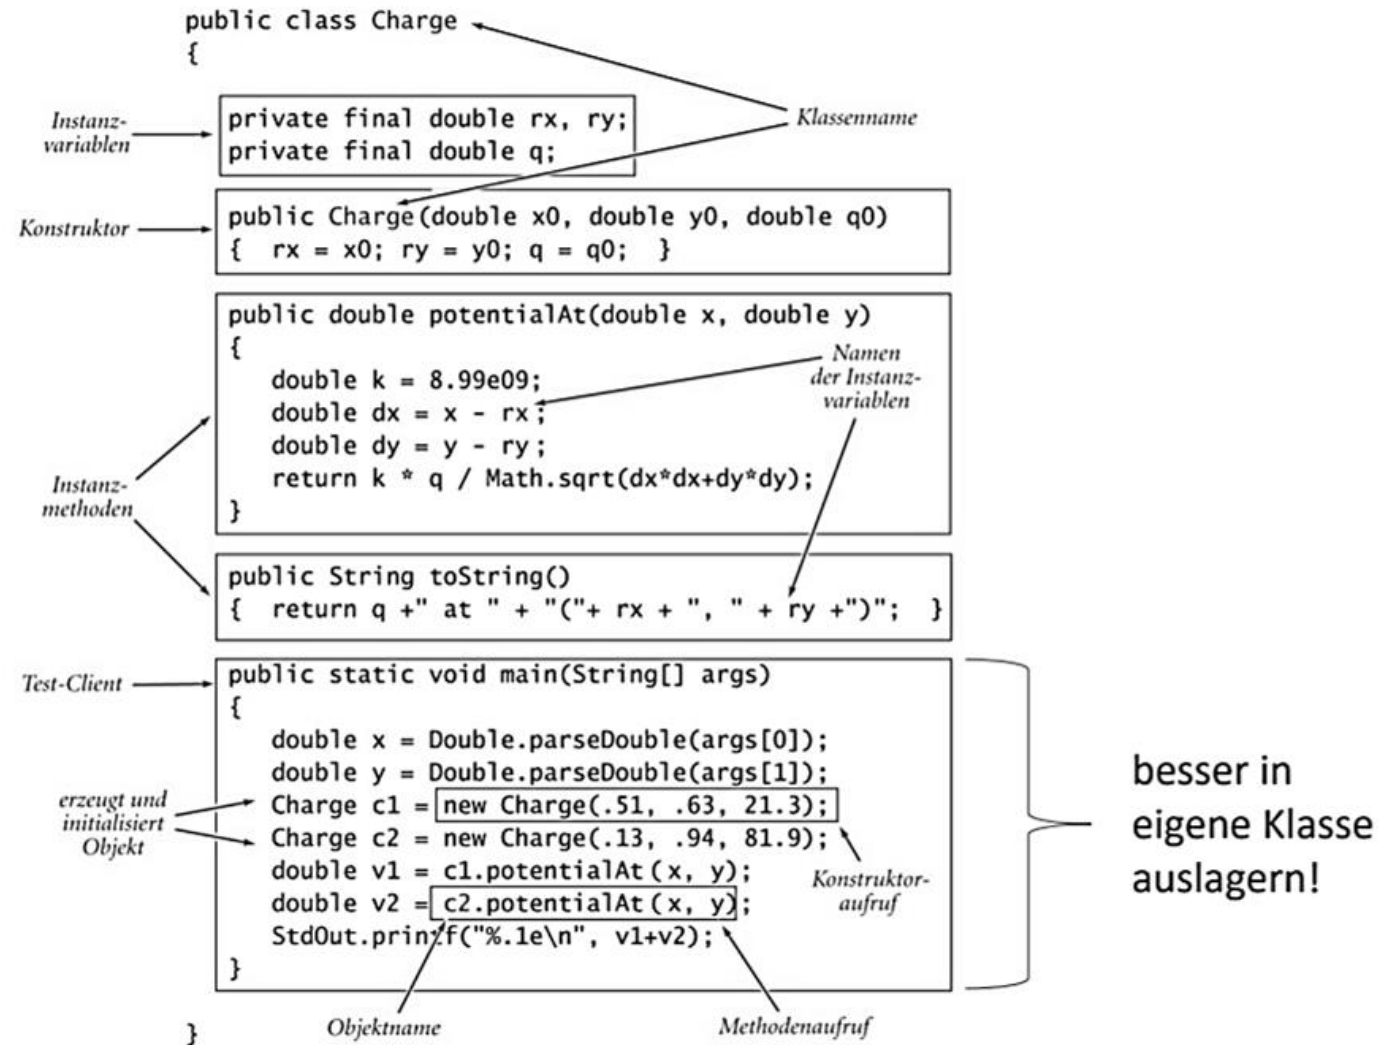 public class Charge
{
Klassenname
Instanz-
variablen
private final double rx, ry;
private final double q;
Konstruktor
public Charge(double x0, double y0, double q0)
{  rx = x0; ry = y0; q = q0;  }
public double potentialAt(double x, double y)
{
Namen
der Instanz-
variablen
double k = 8.99e09;
double dx = x - rx;
double dy = y - ry;
return k * q / Math.sqrt(dx*dx+dy*dy);
}
Instanz-
methoden
public String toString()
{  return q +" at " + "("+ rx + ", " + ry +")";  }
Test-Client
public static void main(String[] args)
{
double x = Double.parseDouble(args[0]);
double y = Double.parseDouble(args[1]);
Charge c1 = new Charge(.51, .63, 21.3);
Charge c2 = new Charge(.13, .94, 81.9);
double v1 = c1.potentialAt(x, y);
double v2 = c2.potentialAt(x, y);
StdOut.printf("%.1e\n", v1+v2);
}
erzeugt und
initialisiert
Objekt
Konstruktor-
aufruf
besser in
eigene Klasse
auslagern!
}
Objektname
Methodenaufruf